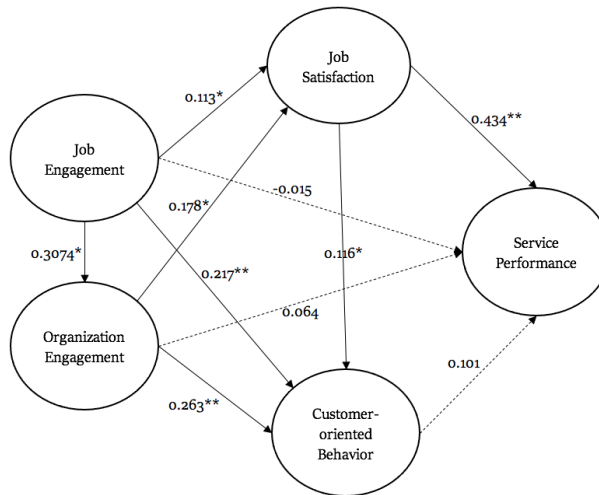 Job
Satisfaction
0.113*
0.434**
Job
Engagement
-0.015
0.178*
0.3074*
0.217**
0.116*
Service
Performance
0.064
Organization
Engagement
0.101
0.263**
Customer-
oriented
Behavior